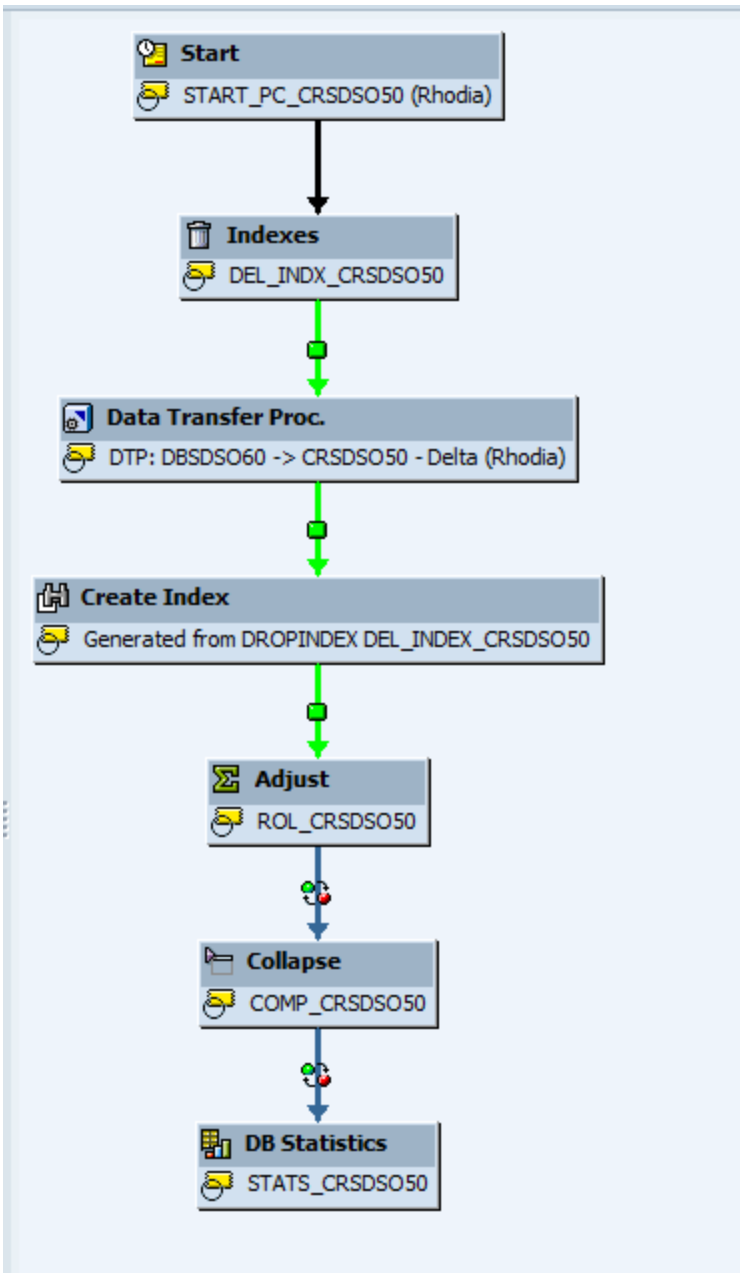 Start
START_PC_CRSDSO50 (Rhodia)
Indexes
DEL_INDX_CRSDSO50
Data Transfer Proc.
DTP: DBSDSO60 -> CRSDSO50 - Delta (Rhodia)
Create Index
Generated from DROPINDEX DEL_INDEX_CRSDSO50
Adjust
ROL_CRSDSO50
Collapse
COMP_CRSDSO50
DB Statistics
STATS_CRSDSO50